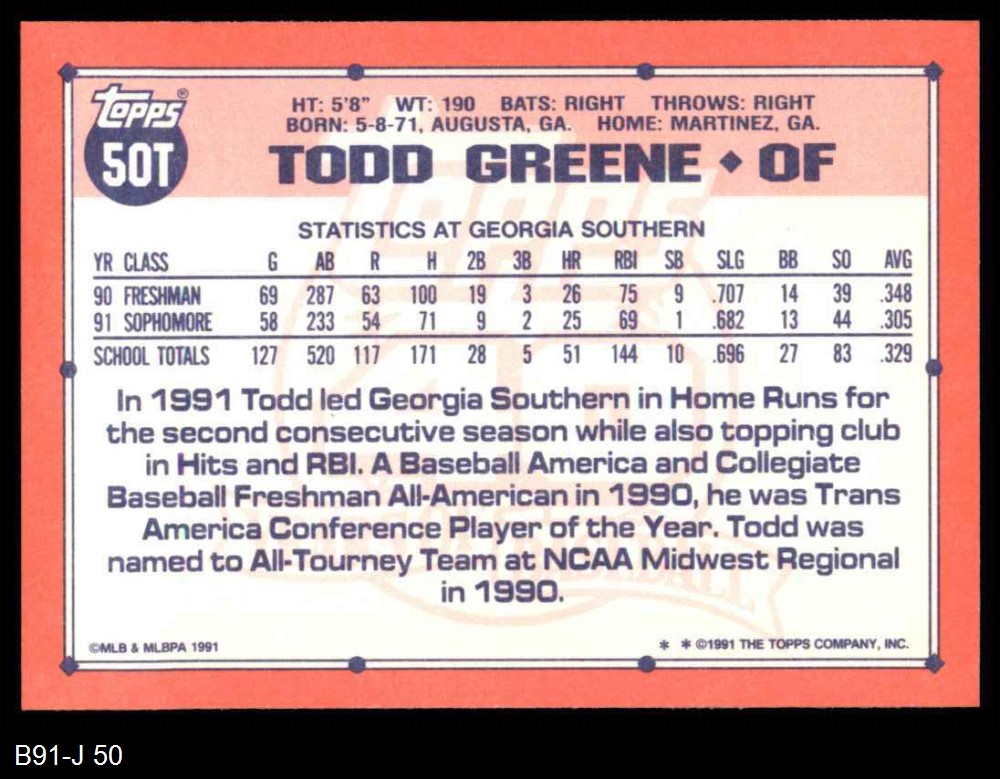 topps®
50T
HT: 5'8" WT: 190 BATS: RIGHT THROWS: RIGHT
BORN: 5-8-71, AUGUSTA, GA. HOME: MARTINEZ, GA.
TODD GREENE ◆ OF
STATISTICS AT GEORGIA SOUTHERN
YR CLASS G AB R H 2B 3B HR RBI SB SLG BB SO AVG
90 FRESHMAN 69 287 63 100 19 3 26 75 9 .707 14 39 .348
91 SOPHOMORE 58 233 54 71 9 2 25 69 1 .682 13 44 .305
SCHOOL TOTALS 127 520 117 171 28 5 51 144 10 .696 27 83 .329
In 1991 Todd led Georgia Southern in Home Runs for
the second consecutive season while also topping club
in Hits and RBI. A Baseball America and Collegiate
Baseball Freshman All-American in 1990, he was Trans
America Conference Player of the Year. Todd was
named to All-Tourney Team at NCAA Midwest Regional
in 1990.
©MLB & MLBPA 1991
* * ©1991 THE TOPPS COMPANY, INC.
B91-J 50